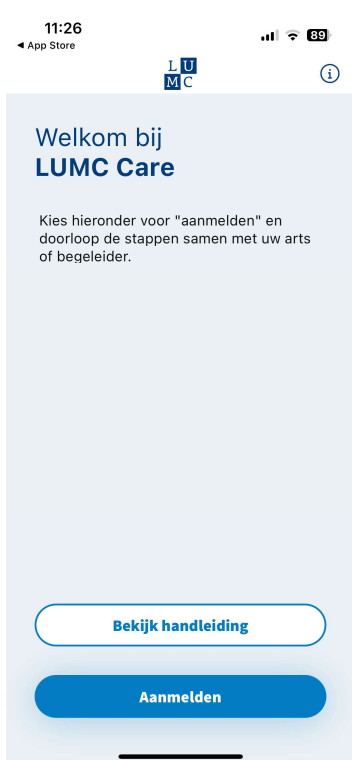 11:26
◀ App Store
89
L U
M C
Welkom bij
LUMC Care
Kies hieronder voor "aanmelden" en
doorloop de stappen samen met uw arts
of begeleider.
Bekijk handleiding
Aanmelden